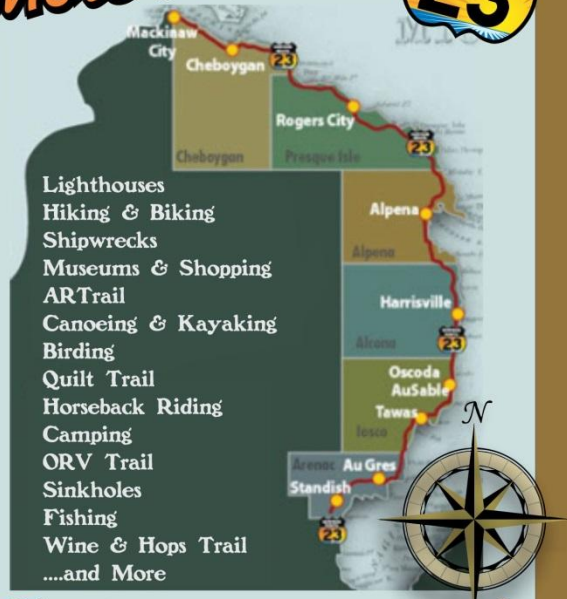 23
Mackinaw
City
Cheboygan
23
Rogers City
23
Cheboygan
Presque Isle
Alpena
Alpena
Harrisville
23
Alcona
Oscoda
AuSable
Tawas
Iosco
Arenac
Au Gres
Standish
23
N
Lighthouses
Hiking & Biking
Shipwrecks
Museums & Shopping
ARTrail
Canoeing & Kayaking
Birding
Quilt Trail
Horseback Riding
Camping
ORV Trail
Sinkholes
Fishing
Wine & Hops Trail
....and More